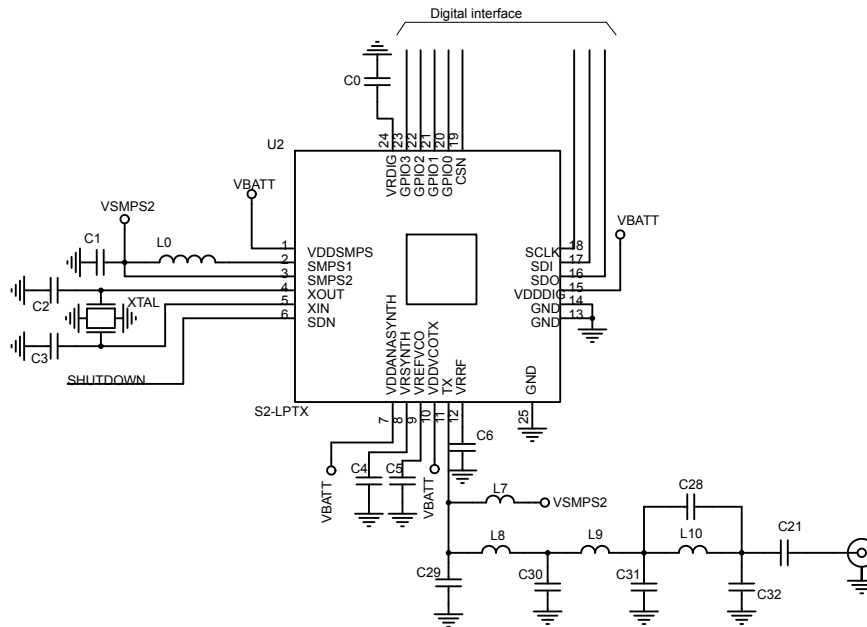 Digital interface
C0
U2
24
23
22
21
20
19
VRDIG
GPIO3
GPIO2
GPIO1
GPIO0
CSN
VBATT
VSMPS2
VBATT
C1
L0
1
VDDSMPS
2
SMPS1
3
SMPS2
4
XOUT
5
XIN
6
SDN
SCLK
18
SDI
17
SDO
16
VDDDIG
15
GND
14
GND
13
C2
XTAL
C3
SHUTDOWN
VDDANASYNTH
VRSYNTH
VREFVCO
VDDVCOTX
TX
VRRF
GND
S2-LPTX
7
8
9
10
11
12
25
C6
C4
C5
VBATT
VBATT
L7
VSMPS2
C28
L8
L9
L10
C21
C29
C30
C31
C32